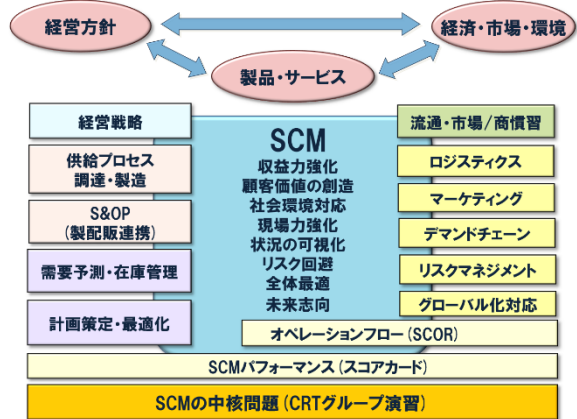 経営方針
経済・市場・環境
製品・サービス
経営戦略
供給プロセス
調達・製造
S&OP
(製配販連携)
需要予測・在庫管理
計画策定・最適化
SCM
収益力強化
顧客価値の創造
社会環境対応
現場力強化
状況の可視化
リスク回避
全体最適
未来志向
流通・市場/商慣習
ロジスティクス
マーケティング
デマンドチェーン
リスクマネジメント
グローバル化対応
オペレーションフロー(SCOR)
SCMパフォーマンス(スコアカード)
SCMの中核問題(CRTグループ演習)